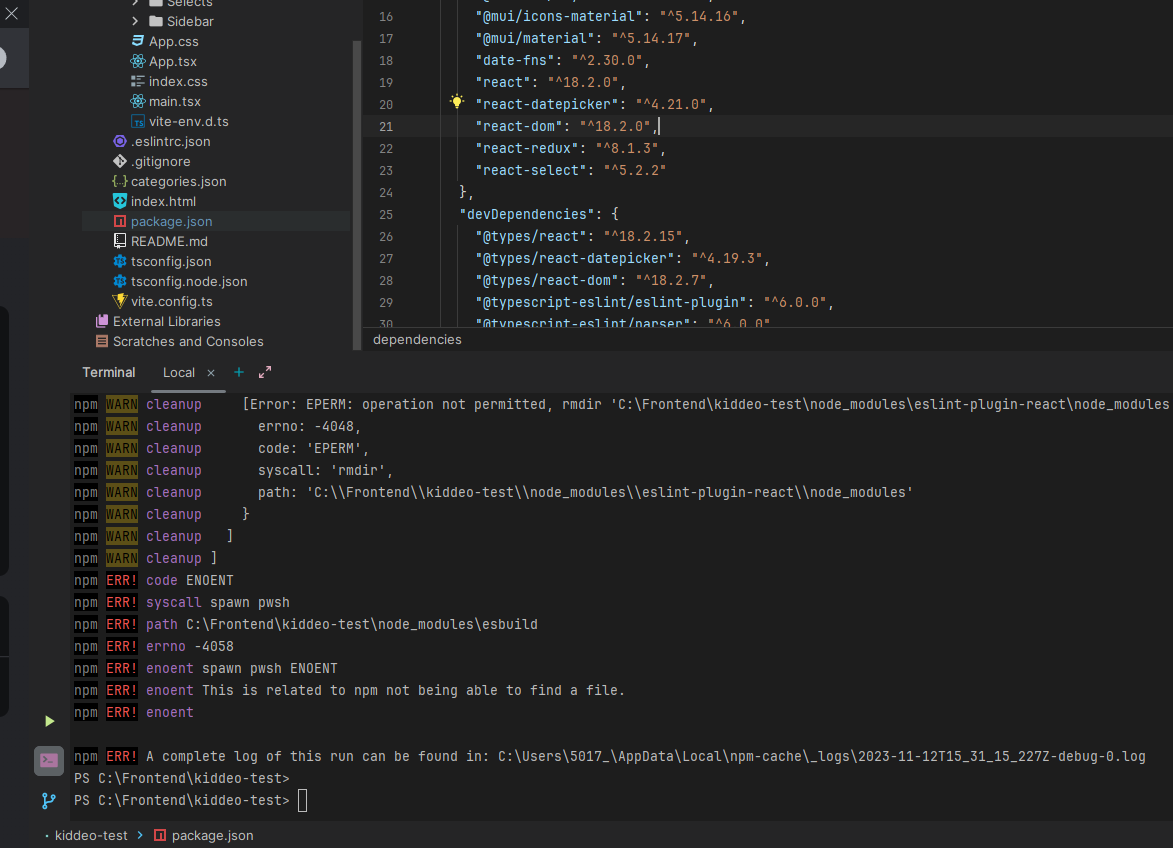 Selects
Sidebar
App.css
App.tsx
index.css
main.tsx
vite-env.d.ts
.eslintrc.json
.gitignore
categories.json
index.html
package.json
README.md
tsconfig.json
tsconfig.node.json
vite.config.ts
External Libraries
Scratches and Consoles
16 "@mui/icons-material": "^5.14.16",
17 "@mui/material": "^5.14.17",
18 "date-fns": "^2.30.0",
19 "react": "^18.2.0",
20 "react-datepicker": "^4.21.0",
21 "react-dom": "^18.2.0",
22 "react-redux": "^8.1.3",
23 "react-select": "^5.2.2"
24 },
25 "devDependencies": {
26 "@types/react": "^18.2.15",
27 "@types/react-datepicker": "^4.19.3",
28 "@types/react-dom": "^18.2.7",
29 "@typescript-eslint/eslint-plugin": "^6.0.0",
30 "@typescript-eslint/parser": "^6.0.0"
dependencies
Terminal Local × +
npm WARN cleanup [Error: EPERM: operation not permitted, rmdir 'C:\Frontend\kiddeo-test\node_modules\eslint-plugin-react\node_modules
npm WARN cleanup errno: -4048,
npm WARN cleanup code: 'EPERM',
npm WARN cleanup syscall: 'rmdir',
npm WARN cleanup path: 'C:\\Frontend\\kiddeo-test\\node_modules\\eslint-plugin-react\\node_modules'
npm WARN cleanup }
npm WARN cleanup ]
npm WARN cleanup ]
npm ERR! code ENOENT
npm ERR! syscall spawn pwsh
npm ERR! path C:\Frontend\kiddeo-test\node_modules\esbuild
npm ERR! errno -4058
npm ERR! enoent spawn pwsh ENOENT
npm ERR! enoent This is related to npm not being able to find a file.
npm ERR! enoent
npm ERR! A complete log of this run can be found in: C:\Users\5017_\AppData\Local\npm-cache\_logs\2023-11-12T15_31_15_227Z-debug-0.log
PS C:\Frontend\kiddeo-test>
PS C:\Frontend\kiddeo-test>
kiddeo-test > package.json